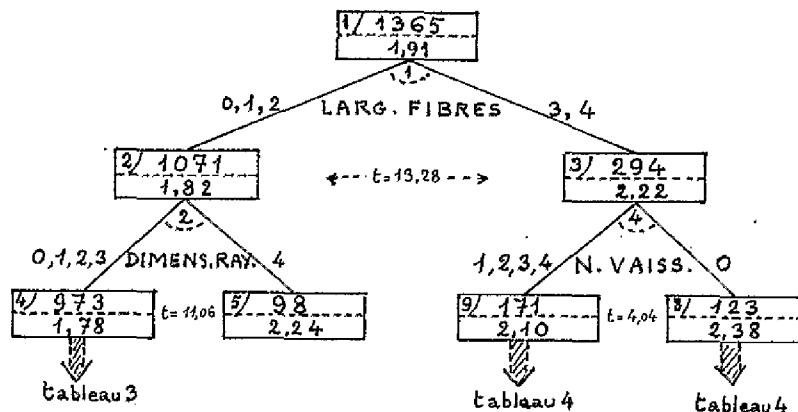 1/ 1365
1,91
1
0,1,2 LARG. FIBRES 3,4
2/ 1071
1,82
t=13,28
3/ 294
2,22
2
4
0,1,2,3 DIMENS.RAY. 4
1,2,3,4 N. VAISS. 0
4/ 973
1,78
t=11,06
5/ 98
2,24
9/ 171
2,10
t=4,04
8/ 123
2,38
tableau 3
tableau 4
tableau 4